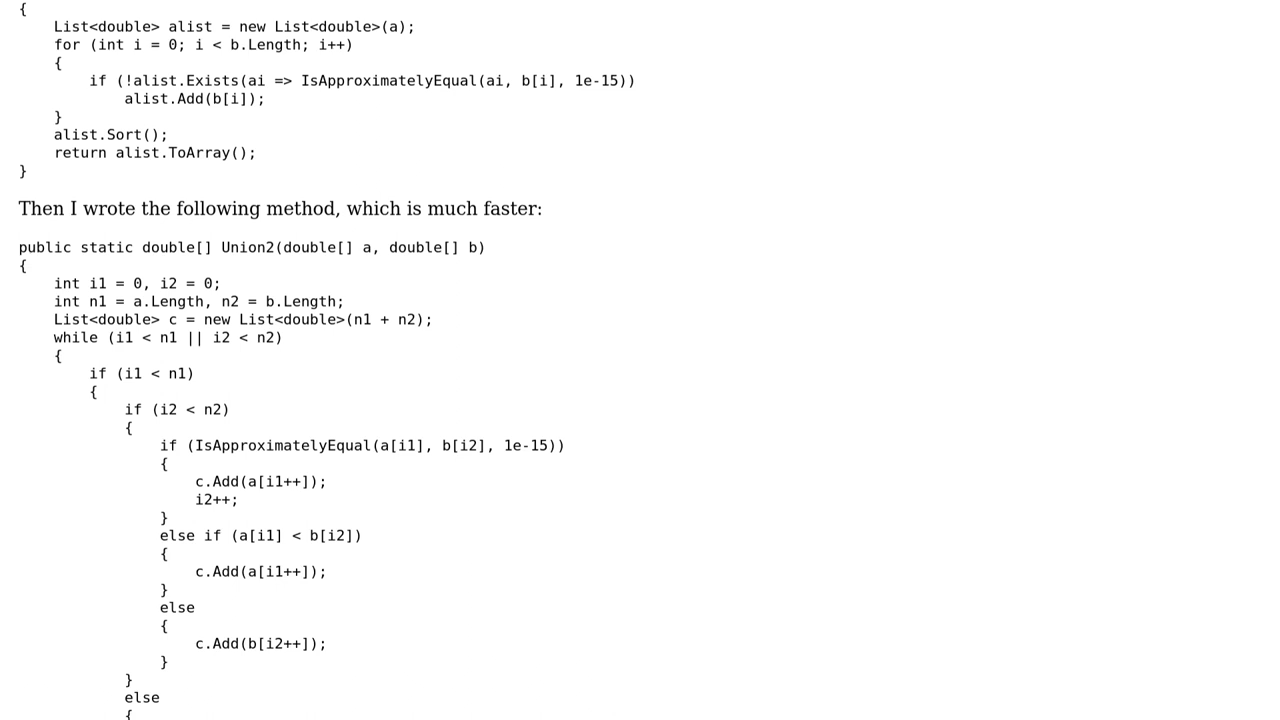 {
    List<double> alist = new List<double>(a);
    for (int i = 0; i < b.Length; i++)
    {
        if (!alist.Exists(ai => IsApproximatelyEqual(ai, b[i], 1e-15))
            alist.Add(b[i]);
    }
    alist.Sort();
    return alist.ToArray();
}
Then I wrote the following method, which is much faster:
public static double[] Union2(double[] a, double[] b)
{
    int i1 = 0, i2 = 0;
    int n1 = a.Length, n2 = b.Length;
    List<double> c = new List<double>(n1 + n2);
    while (i1 < n1 || i2 < n2)
    {
        if (i1 < n1)
        {
            if (i2 < n2)
            {
                if (IsApproximatelyEqual(a[i1], b[i2], 1e-15))
                {
                    c.Add(a[i1++]);
                    i2++;
                }
                else if (a[i1] < b[i2])
                {
                    c.Add(a[i1++]);
                }
                else
                {
                    c.Add(b[i2++]);
                }
            }
            else
            {